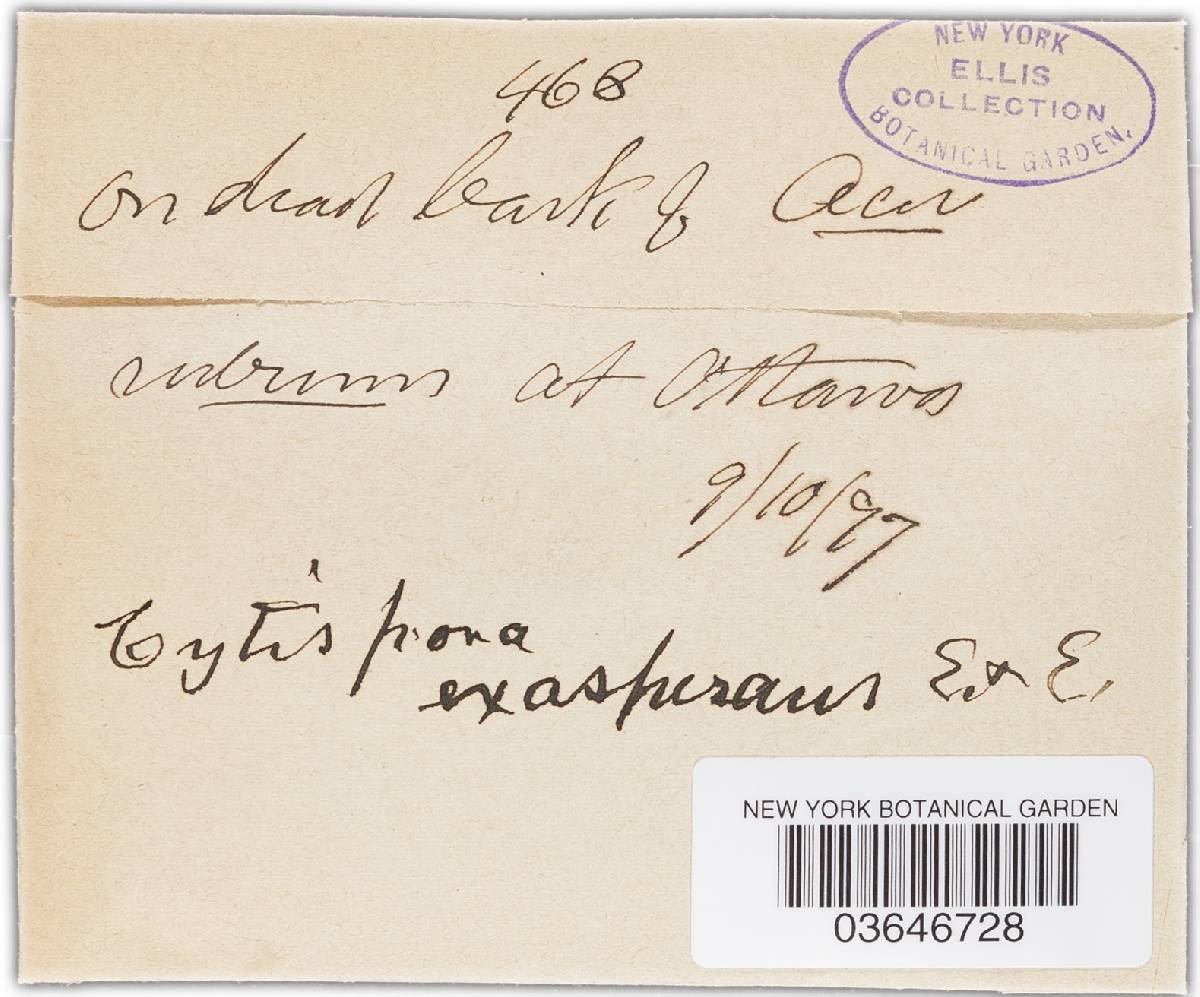 468
NEW YORK
ELLIS
COLLECTION
BOTANICAL GARDEN.
on dead bark of Acer
rubrum at Ottawa
9/10/97
Cytispora
exasperans E & E.
NEW YORK BOTANICAL GARDEN
03646728